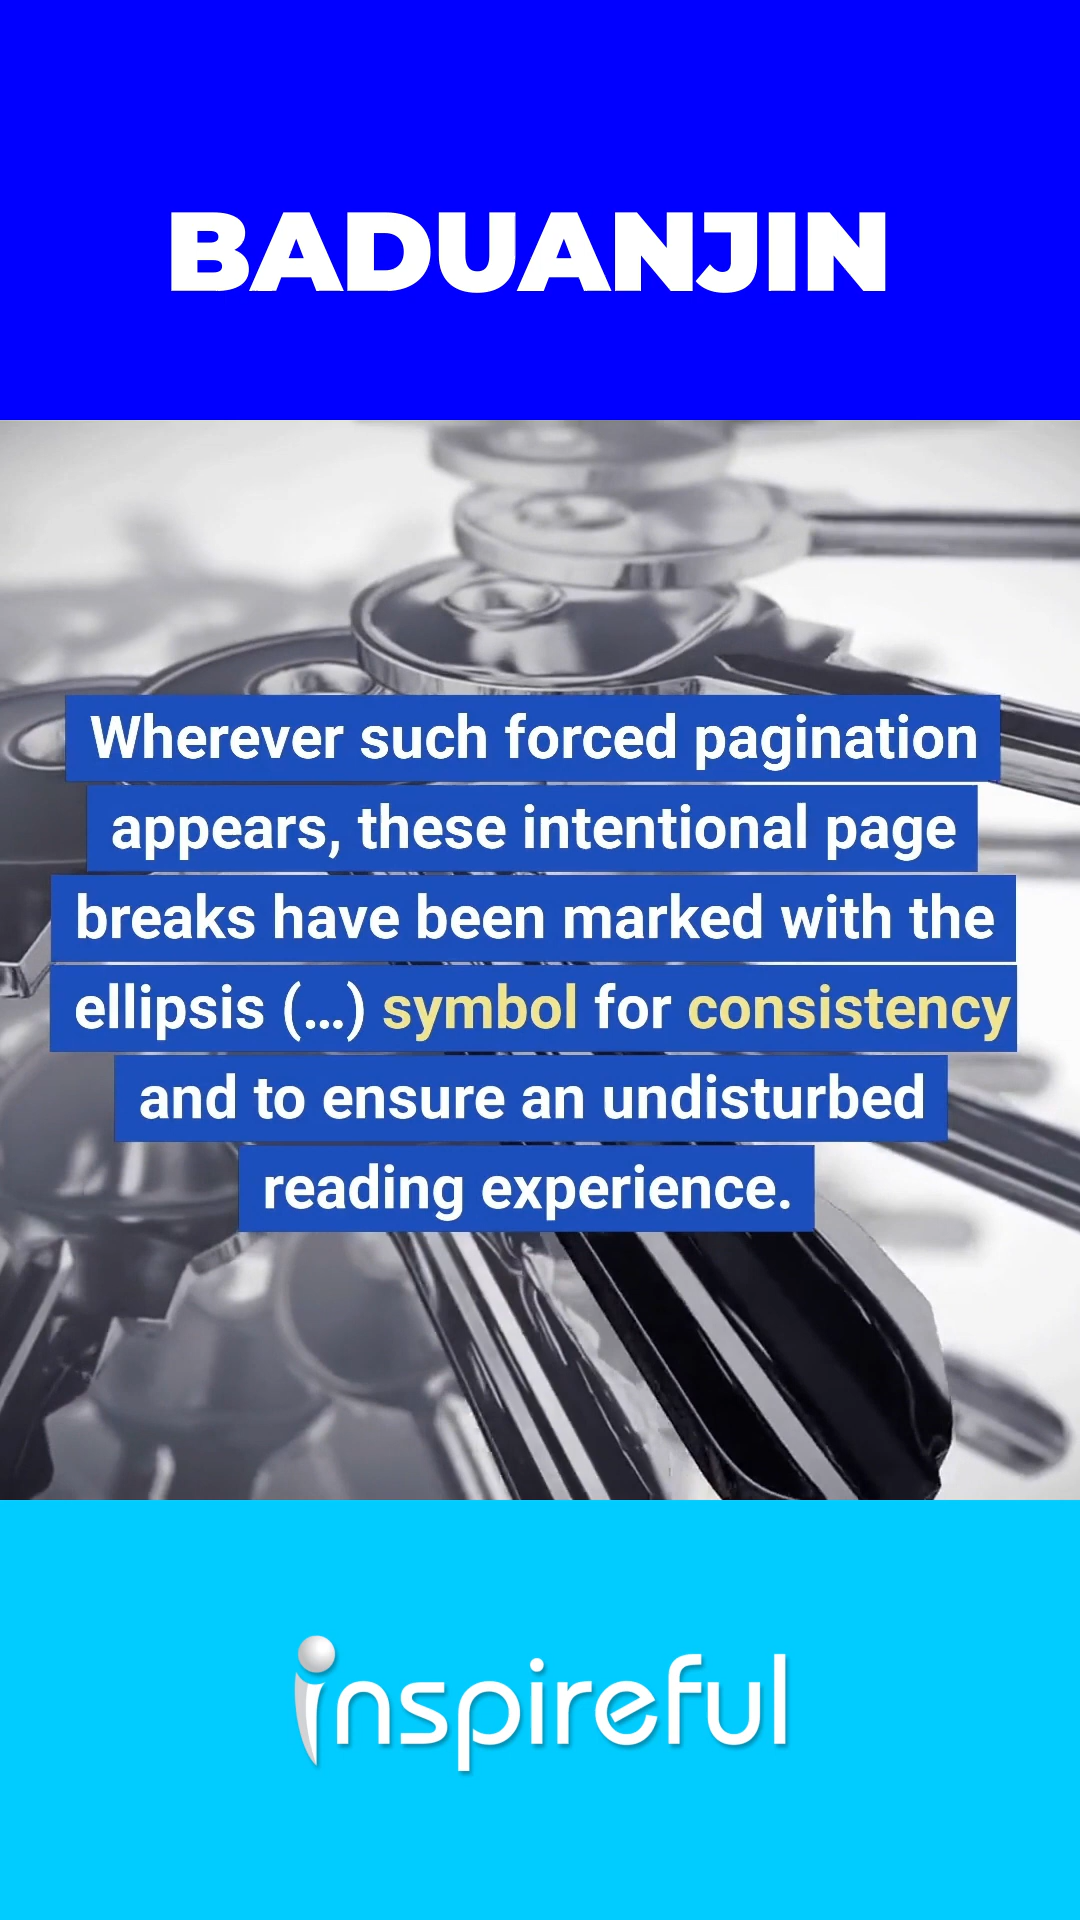 BADUANJIN
Wherever such forced pagination
appears, these intentional page
breaks have been marked with the
ellipsis (...) symbol for consistency
and to ensure an undisturbed
reading experience.
inspireful